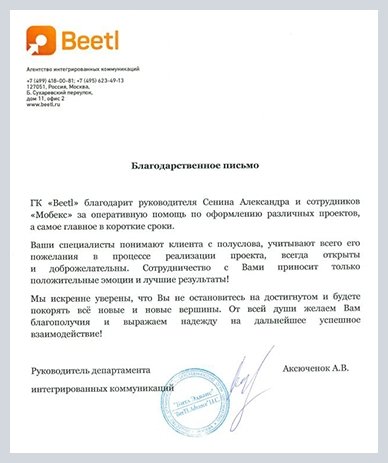 Beetl
Агентство интегрированных коммуникаций
+7 (499) 418-00-81; +7 (495) 623-49-13
127051, Россия, Москва,
Б. Сухаревский переулок,
дом 11, офис 2
www.beetl.ru
Благодарственное письмо
ГК «Beetl» благодарит руководителя Сенина Александра и сотрудников
«Мобекс» за оперативную помощь по оформлению различных проектов,
а самое главное в короткие сроки.
Ваши специалисты понимают клиента с полуслова, учитывают всего его
пожелания в процессе реализации проекта, всегда открыты
и доброжелательны. Сотрудничество с Вами приносит только
положительные эмоции и лучшие результаты!
Мы искренне уверены, что Вы не остановитесь на достигнутом и будете
покорять всё новые и новые вершины. От всей души желаем Вам
благополучия и выражаем надежду на дальнейшее успешное
взаимодействие!
Руководитель департамента
Аксюченок А.В.
интегрированных коммуникаций